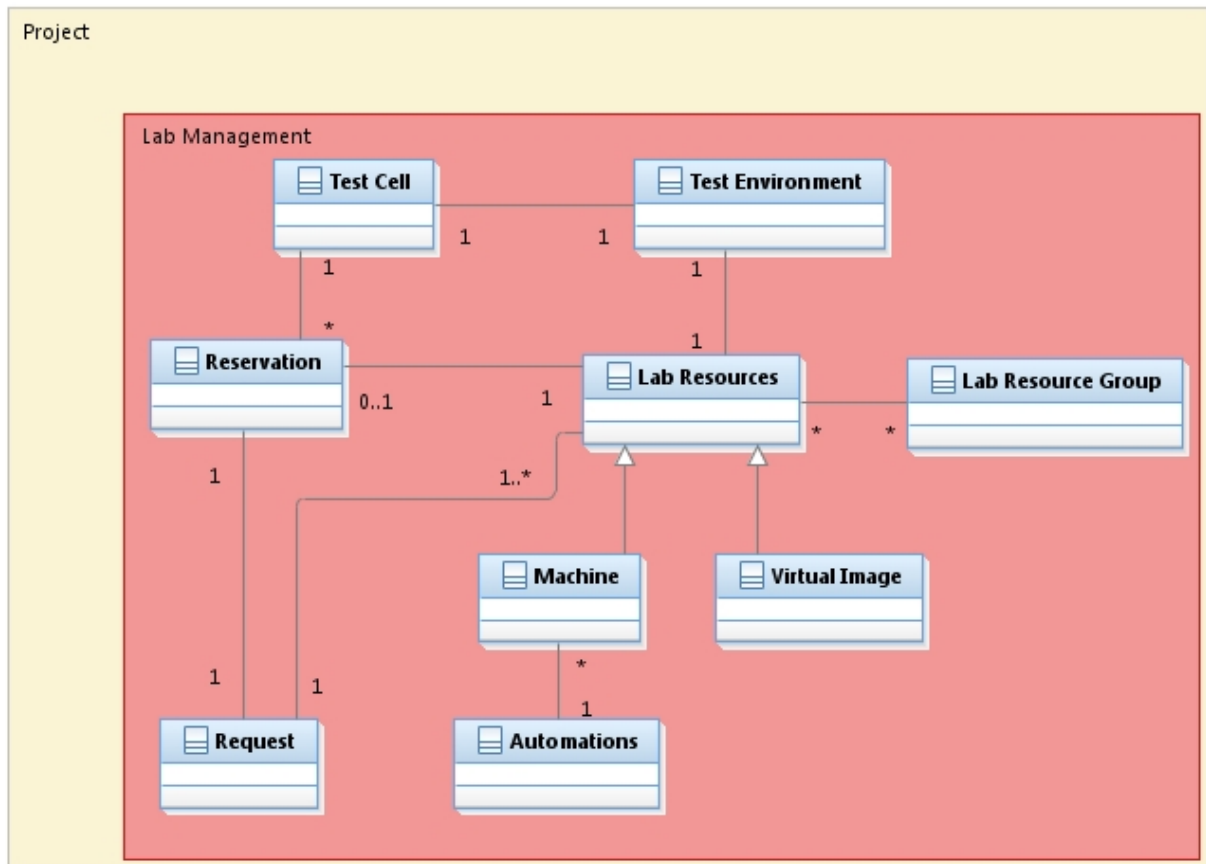 Project
Lab Management
Test Cell
Test Environment
1
1
1
1
*
1
Reservation
Lab Resources
Lab Resource Group
0..1
1
*
*
1
1..*
Machine
Virtual Image
*
1
1
1
Request
Automations